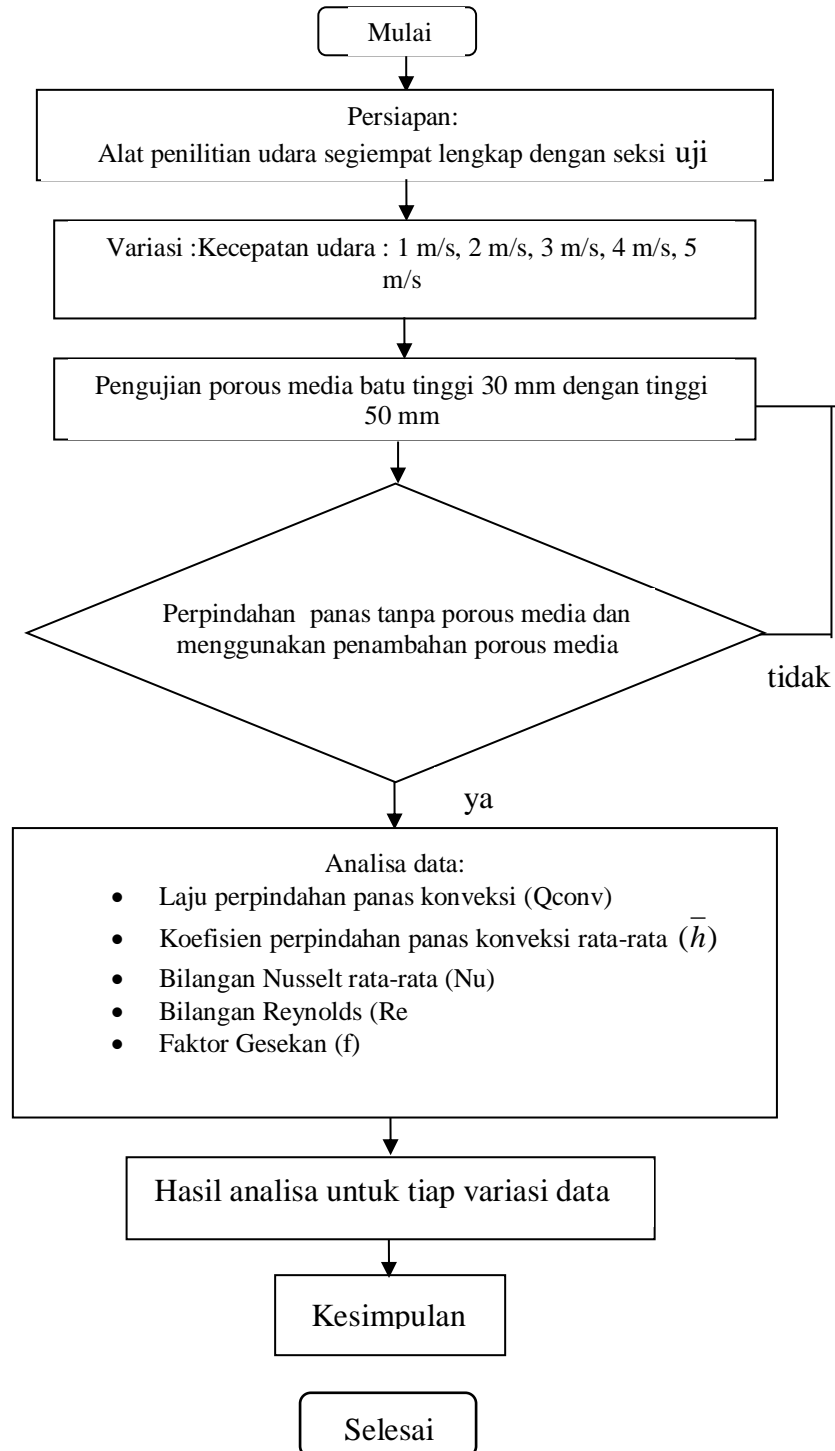 Mulai
Persiapan:
Alat penilitian udara segiempat lengkap dengan seksi uji
Variasi :Kecepatan udara : 1 m/s, 2 m/s, 3 m/s, 4 m/s, 5
m/s
Pengujian porous media batu tinggi 30 mm dengan tinggi
50 mm
Perpindahan panas tanpa porous media dan
menggunakan penambahan porous media
tidak
ya
Analisa data:
• Laju perpindahan panas konveksi (Qconv)
• Koefisien perpindahan panas konveksi rata-rata (h̅)
• Bilangan Nusselt rata-rata (Nu)
• Bilangan Reynolds (Re
• Faktor Gesekan (f)
Hasil analisa untuk tiap variasi data
Kesimpulan
Selesai